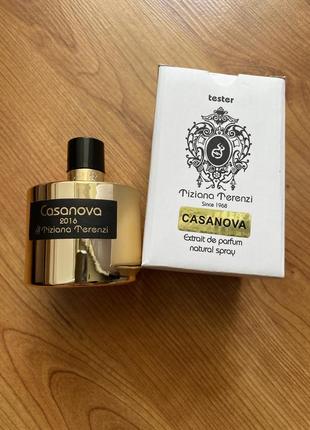 Casanova
2016
Tiziana Terenzi
tester
Tiziana Terenzi
Since 1968
CASANOVA
Extrait de parfum
natural spray